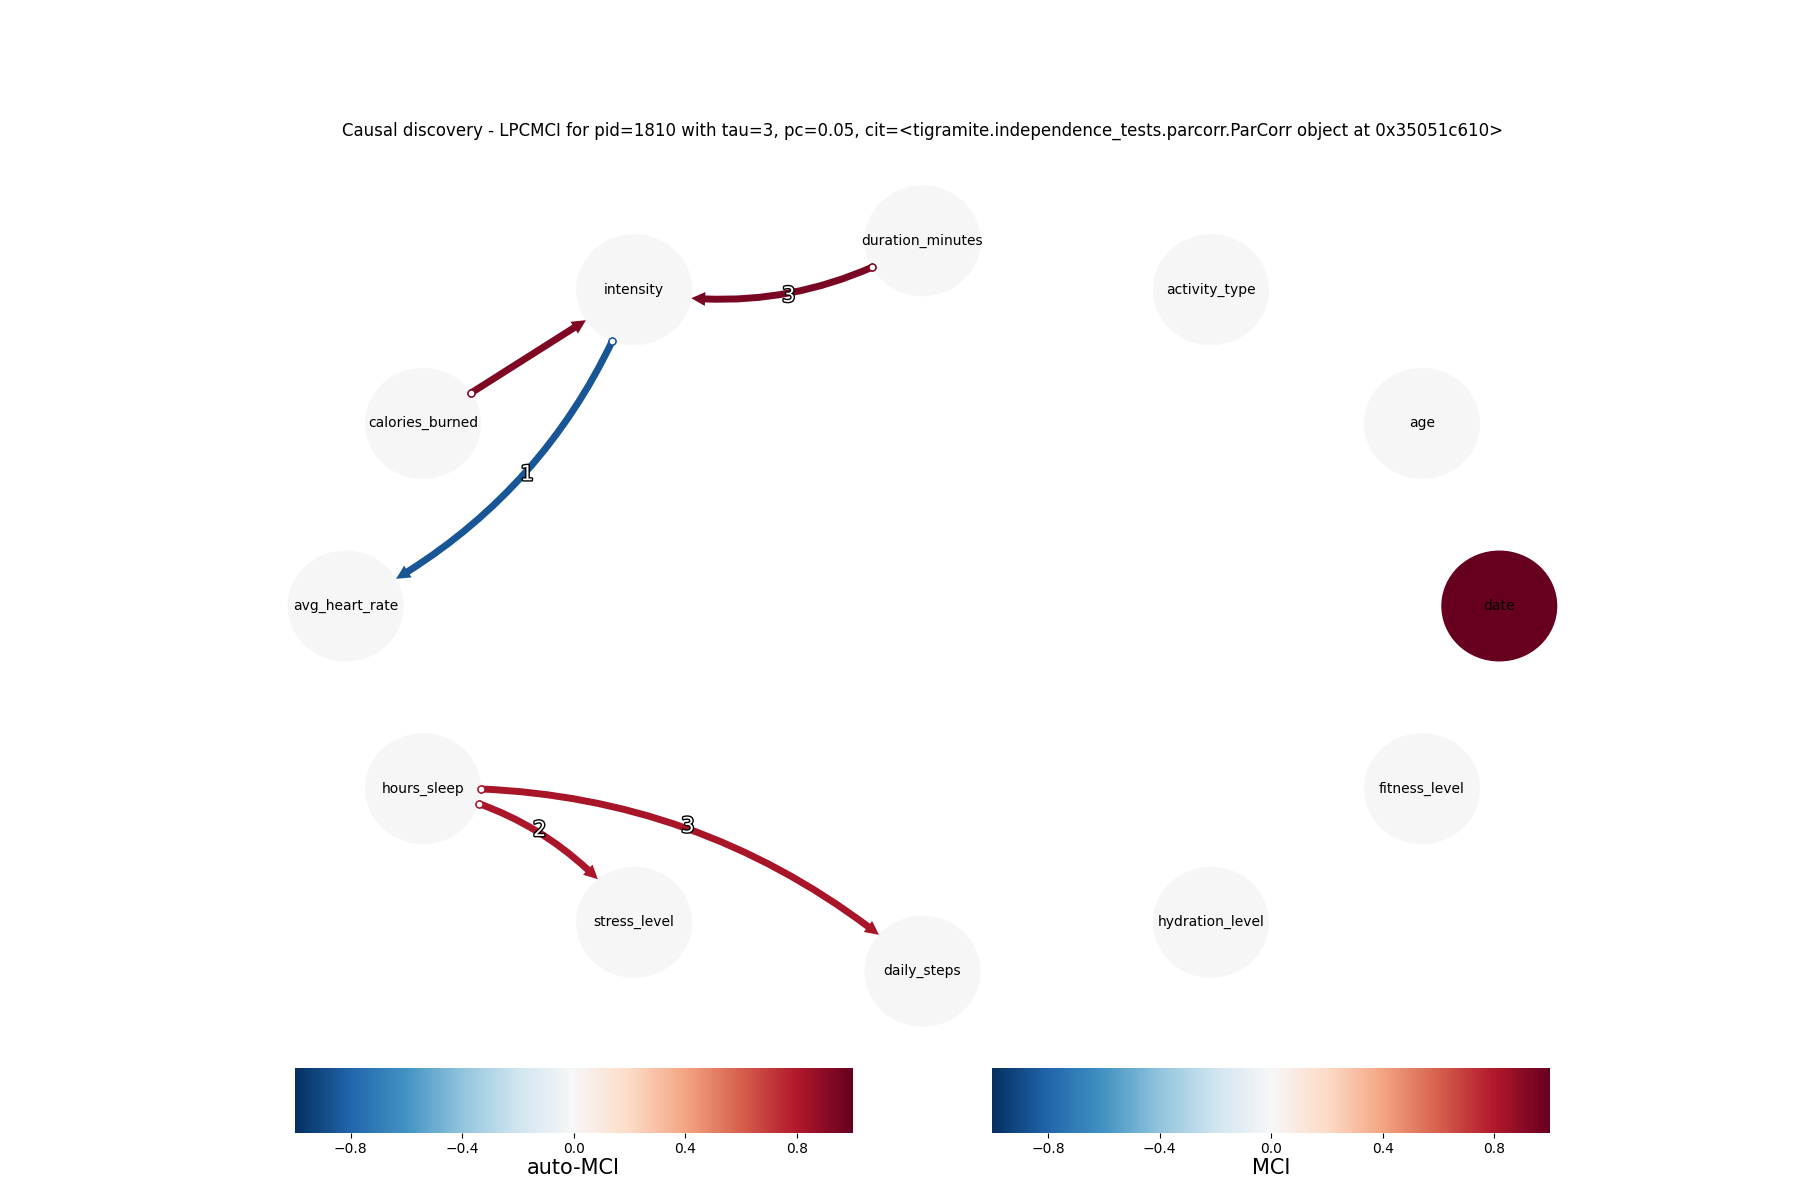 Causal discovery - LPCMCI for pid=1810 with tau=3, pc=0.05, cit=<tigramite.independence_tests.parcorr.ParCorr object at 0x35051c610>
duration_minutes
intensity
activity_type
3
calories_burned
age
1
avg_heart_rate
date
hours_sleep
fitness_level
2
3
stress_level
hydration_level
daily_steps
−0.8 −0.4 0.0 0.4 0.8
auto-MCI
−0.8 −0.4 0.0 0.4 0.8
MCI